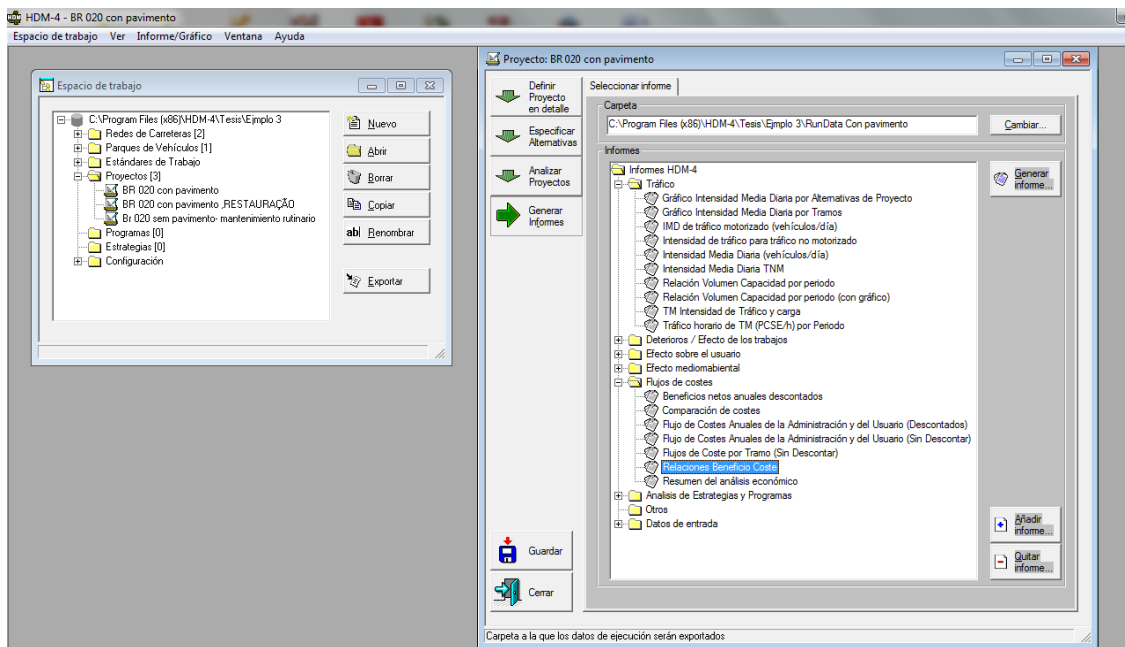 HDM-4 - BR 020 con pavimento
Espacio de trabajo Ver Informe/Gráfico Ventana Ayuda
Espacio de trabajo
C:\Program Files (x86)\HDM-4\Tesis\Ejmplo 3
Redes de Carreteras [2]
Parques de Vehículos [1]
Estándares de Trabajo
Proyectos [3]
BR 020 con pavimento
BR 020 con pavimento ,RESTAURAÇÃO
Br 020 sem pavimento- mantenimiento rutinario
Programas [0]
Estrategias [0]
Configuración
Nuevo
Abrir
Borrar
Copiar
abl Renombrar
Exportar
Proyecto: BR 020 con pavimento
Definir
Proyecto
en detalle
Especificar
Alternativas
Analizar
Proyectos
Generar
Informes
Guardar
Cerrar
Seleccionar informe
Carpeta
C:\Program Files (x86)\HDM-4\Tesis\Ejmplo 3\RunData Con pavimento
Cambiar...
Informes
Informes HDM-4
Tráfico
Gráfico Intensidad Media Diaria por Alternativas de Proyecto
Gráfico Intensidad Media Diaria por Tramos
IMD de tráfico motorizado (vehículos/día)
Intensidad de tráfico para tráfico no motorizado
Intensidad Media Diaria (vehículos/día)
Intensidad Media Diaria TNM
Relación Volumen Capacidad por periodo
Relación Volumen Capacidad por periodo (con gráfico)
TM Intensidad de Tráfico y carga
Tráfico horario de TM (PCSE/h) por Periodo
Deterioros / Efecto de los trabajos
Efecto sobre el usuario
Efecto mediomabiental
Flujos de costes
Beneficios netos anuales descontados
Comparación de costes
Flujo de Costes Anuales de la Administración y del Usuario (Descontados)
Flujo de Costes Anuales de la Administración y del Usuario (Sin Descontar)
Flujos de Coste por Tramo (Sin Descontar)
Relaciones Beneficio Coste
Resumen del análisis económico
Analisis de Estrategias y Programas
Otros
Datos de entrada
Generar
informe...
Añadir
informe...
Quitar
informe...
Carpeta a la que los datos de ejecución serán exportados